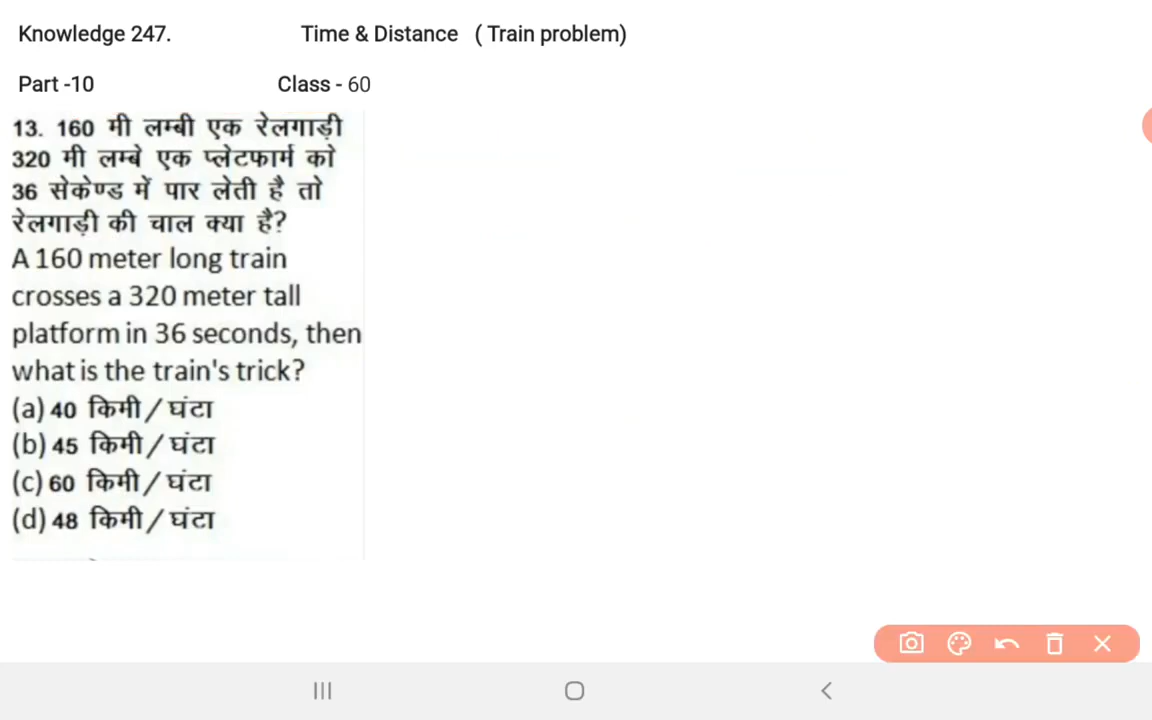 Knowledge 247. Time & Distance ( Train problem)
Part -10 Class - 60
13. 160 मी लम्बी एक रेलगाड़ी
320 मी लम्बे एक प्लेटफार्म को
36 सेकेण्ड में पार लेती है तो
रेलगाड़ी की चाल क्या है?
A 160 meter long train
crosses a 320 meter tall
platform in 36 seconds, then
what is the train's trick?
(a) 40 किमी / घंटा
(b) 45 किमी / घंटा
(c) 60 किमी / घंटा
(d) 48 किमी / घंटा